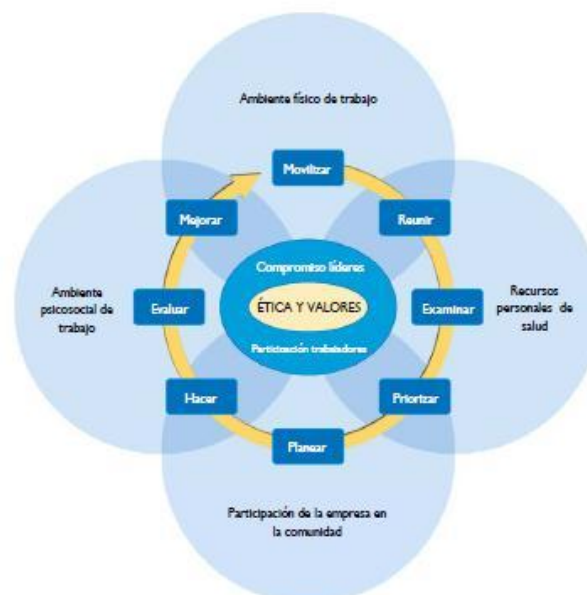 Ambiente físico de trabajo
Movilizar
Mejorar
Reunir
Compromiso líderes
Ambiente
psicosocial de
trabajo
Evaluar
ÉTICA Y VALORES
Examinar
Recursos
personales de
salud
Participación trabajadores
Hacer
Priorizar
Planear
Participación de la empresa en
la comunidad